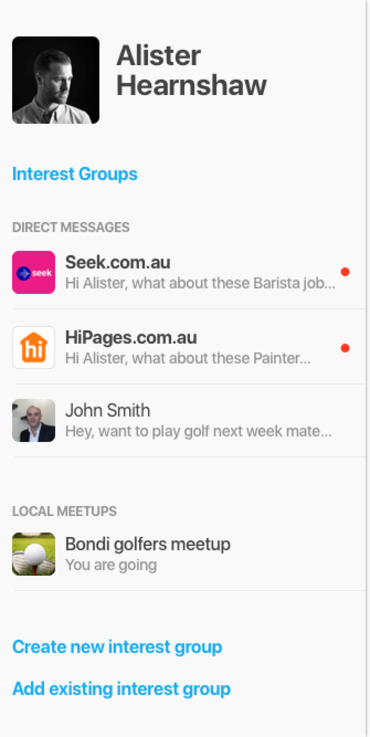 Alister
Hearnshaw
Interest Groups
DIRECT MESSAGES
seek
Seek.com.au
Hi Alister, what about these Barista job...
hi
HiPages.com.au
Hi Alister, what about these Painter...
John Smith
Hey, want to play golf next week mate...
LOCAL MEETUPS
Bondi golfers meetup
You are going
Create new interest group
Add existing interest group